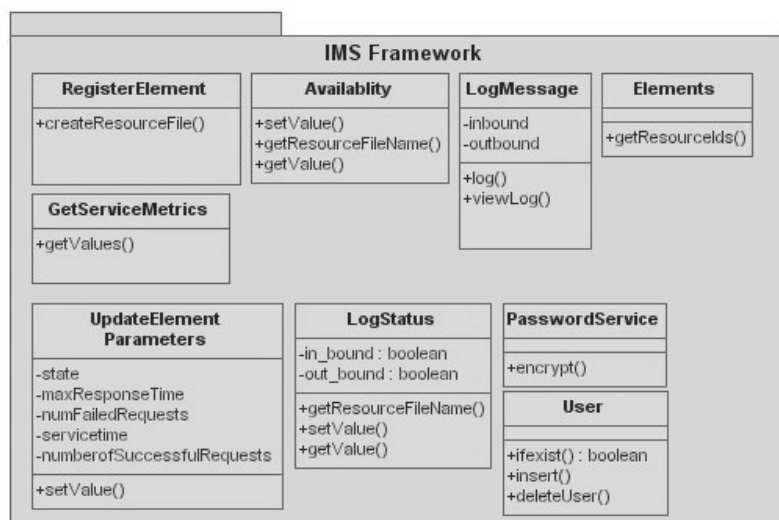 IMS Framework
RegisterElement
+createResourceFile()
Availablity
+setValue()
+getResourceFileName()
+getValue()
LogMessage
-inbound
-outbound
+log()
+viewLog()
Elements
+getResourceIds()
GetServiceMetrics
+getValues()
UpdateElement
Parameters
-state
-maxResponseTime
-numFailedRequests
-servicetime
-numberofSuccessfulRequests
+setValue()
LogStatus
-in_bound : boolean
-out_bound : boolean
+getResourceFileName()
+setValue()
+getValue()
PasswordService
+encrypt()
User
+ifexist() : boolean
+insert()
+deleteUser()